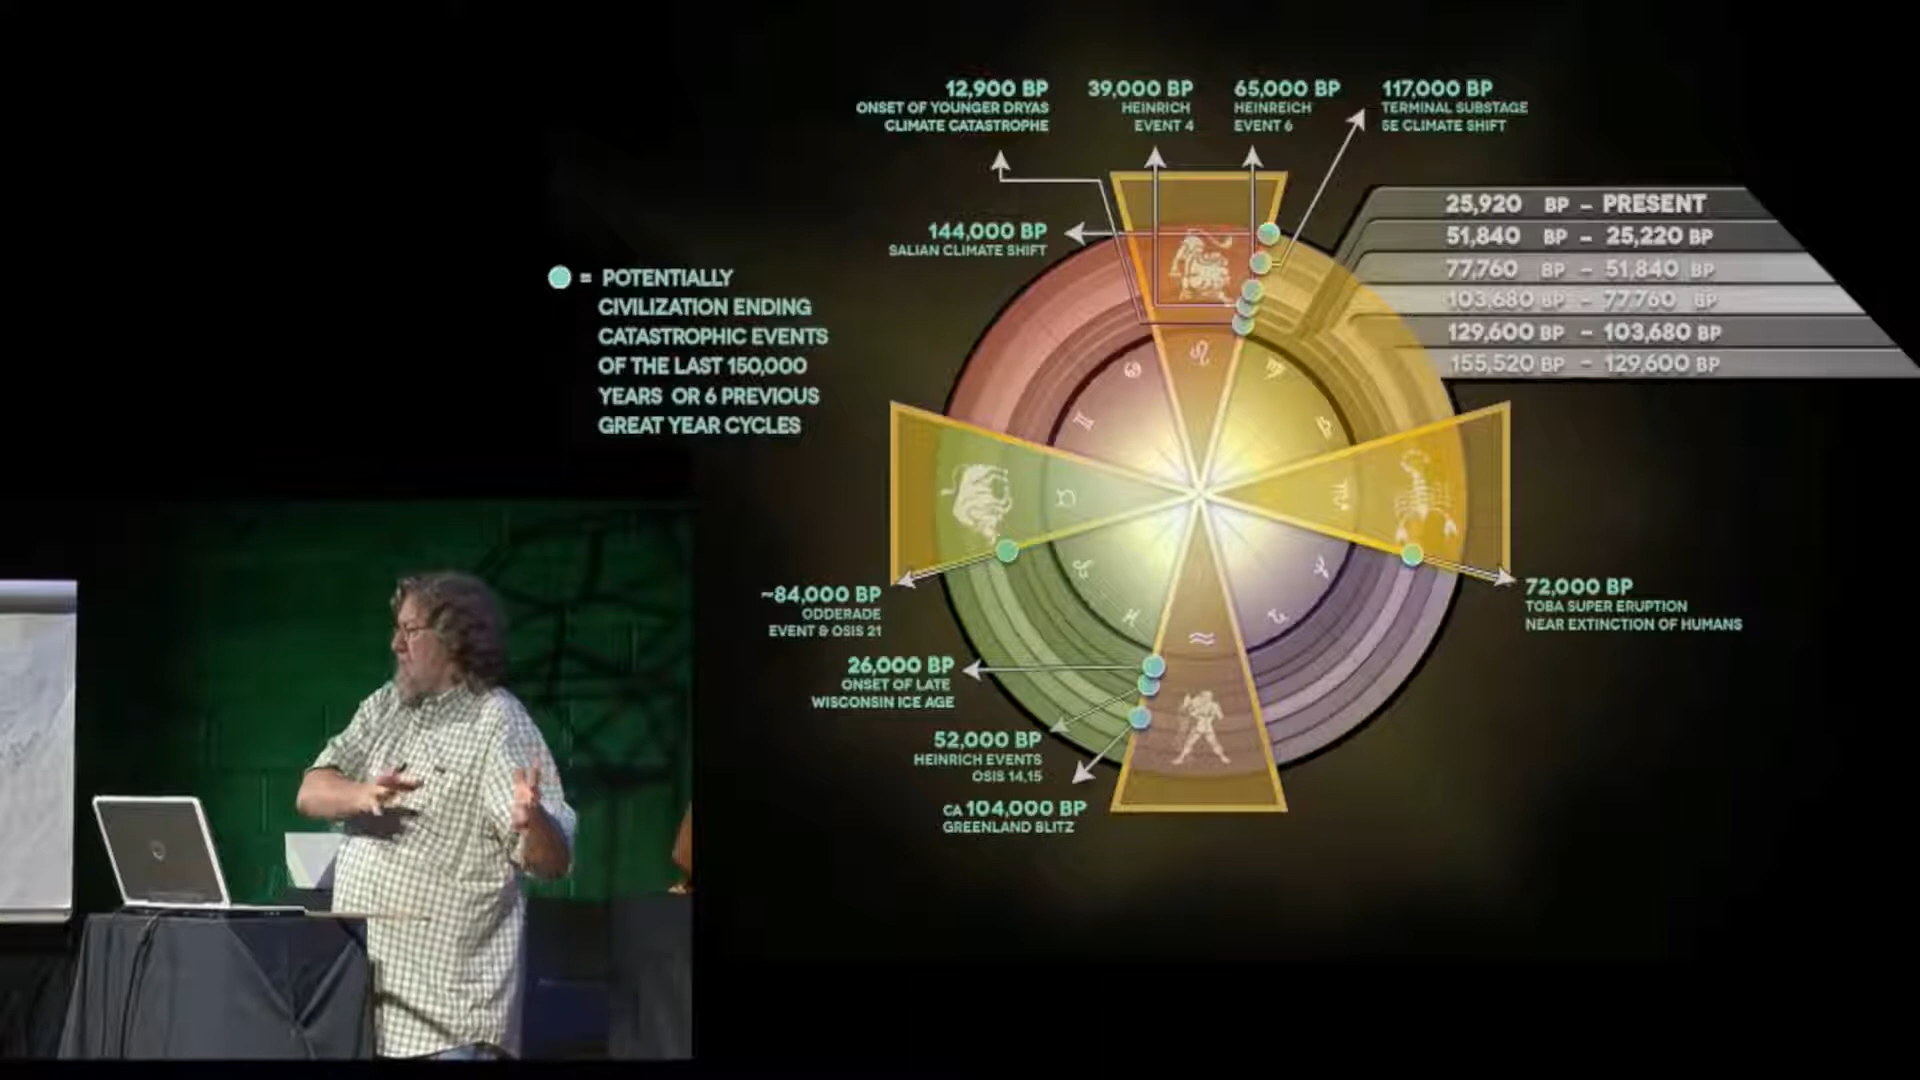 12,900 BP
ONSET OF YOUNGER DRYAS
CLIMATE CATASTROPHE
39,000 BP
HEINRICH
EVENT 4
65,000 BP
HEINREICH
EVENT 6
117,000 BP
TERMINAL SUBSTAGE
5E CLIMATE SHIFT
144,000 BP
SALIAN CLIMATE SHIFT
25,920 BP - PRESENT
51,840 BP - 25,220 BP
77,760 BP - 51,840 BP
103,680 BP - 77,760 BP
129,600 BP - 103,680 BP
155,520 BP - 129,600 BP
= POTENTIALLY
CIVILIZATION ENDING
CATASTROPHIC EVENTS
OF THE LAST 150,000
YEARS OR 6 PREVIOUS
GREAT YEAR CYCLES
~84,000 BP
ODDERADE
EVENT & OSIS 21
72,000 BP
TOBA SUPER ERUPTION
NEAR EXTINCTION OF HUMANS
26,000 BP
ONSET OF LATE
WISCONSIN ICE AGE
52,000 BP
HEINRICH EVENTS
OSIS 14,15
CA 104,000 BP
GREENLAND BLITZ